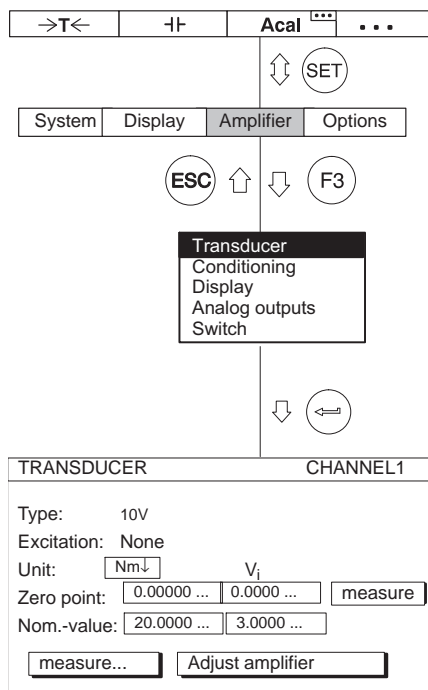 →T← ⊣⊢ Acal ... . . .
SET
System Display Amplifier Options
ESC F3
Transducer
Conditioning
Display
Analog outputs
Switch
TRANSDUCER CHANNEL1
Type: 10V
Excitation: None
Unit: Nm↓ Vi
Zero point: 0.00000 ... 0.0000 ... measure
Nom.-value: 20.0000 ... 3.0000 ...
measure... Adjust amplifier